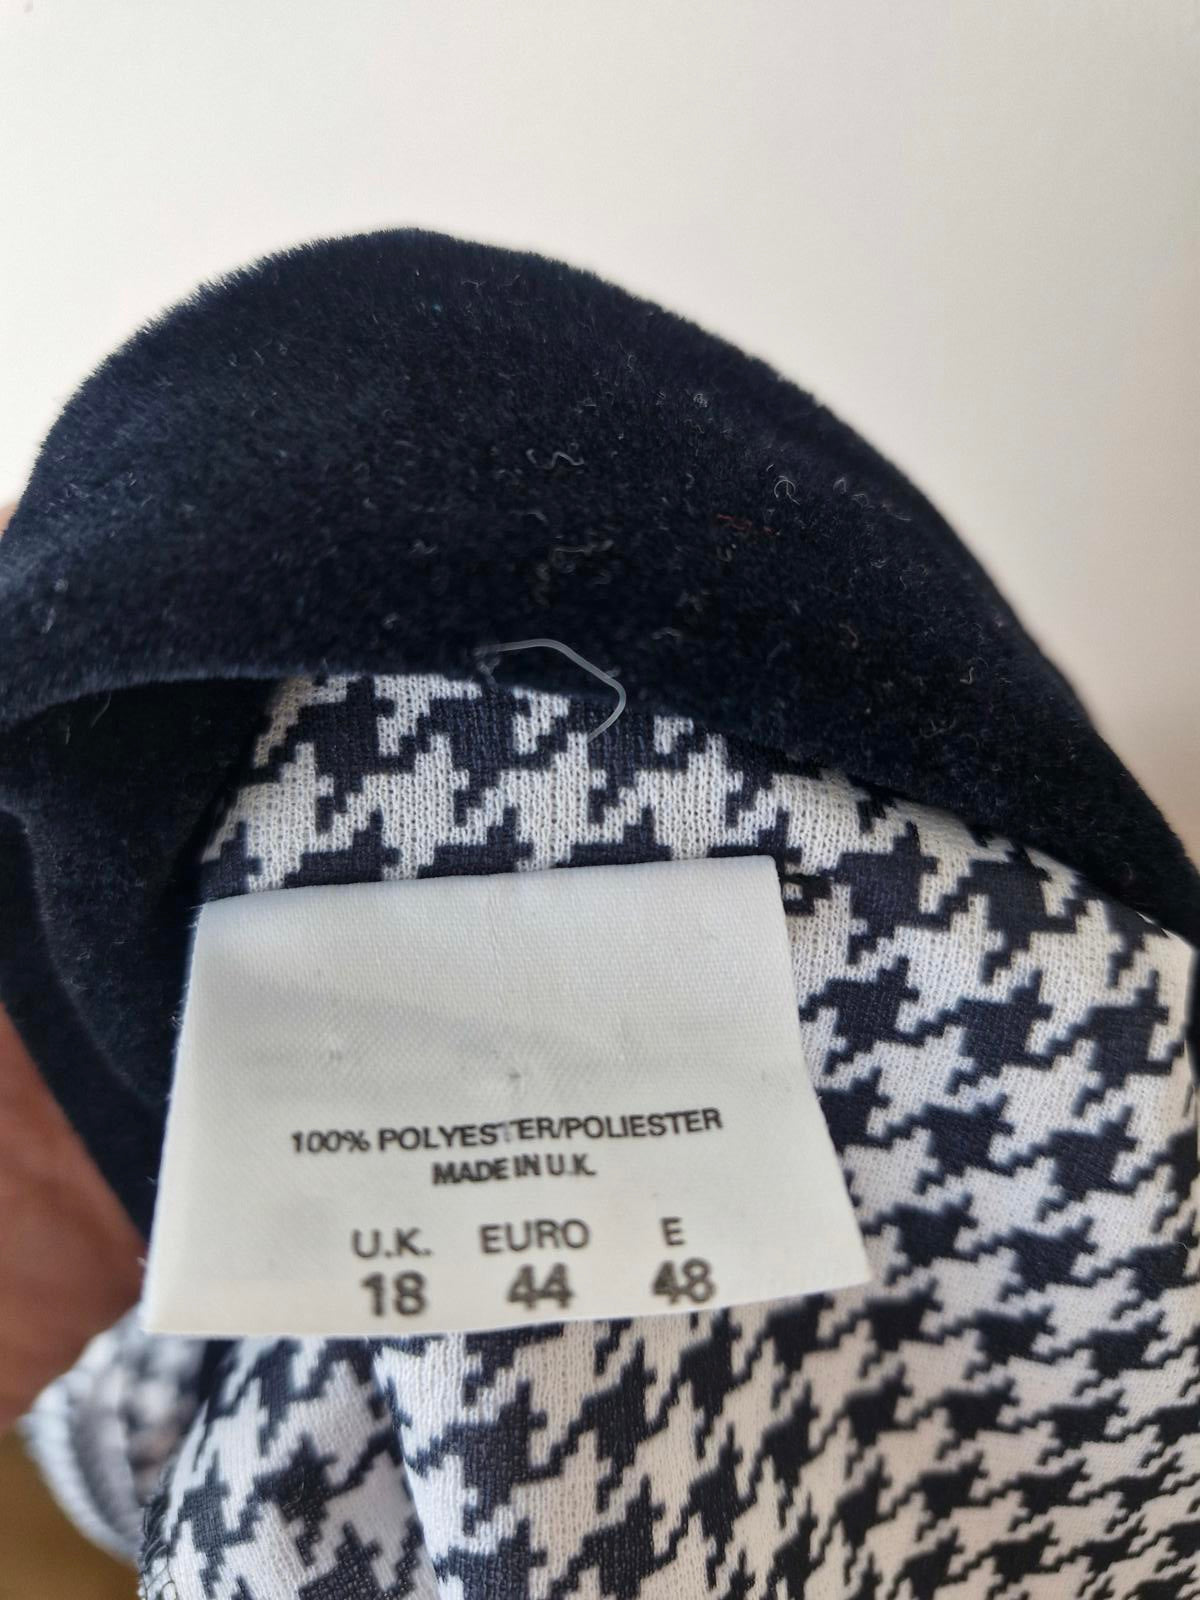 100% POLYESTER/POLIESTER
MADE IN U.K.
U.K. EURO E
18 44 48